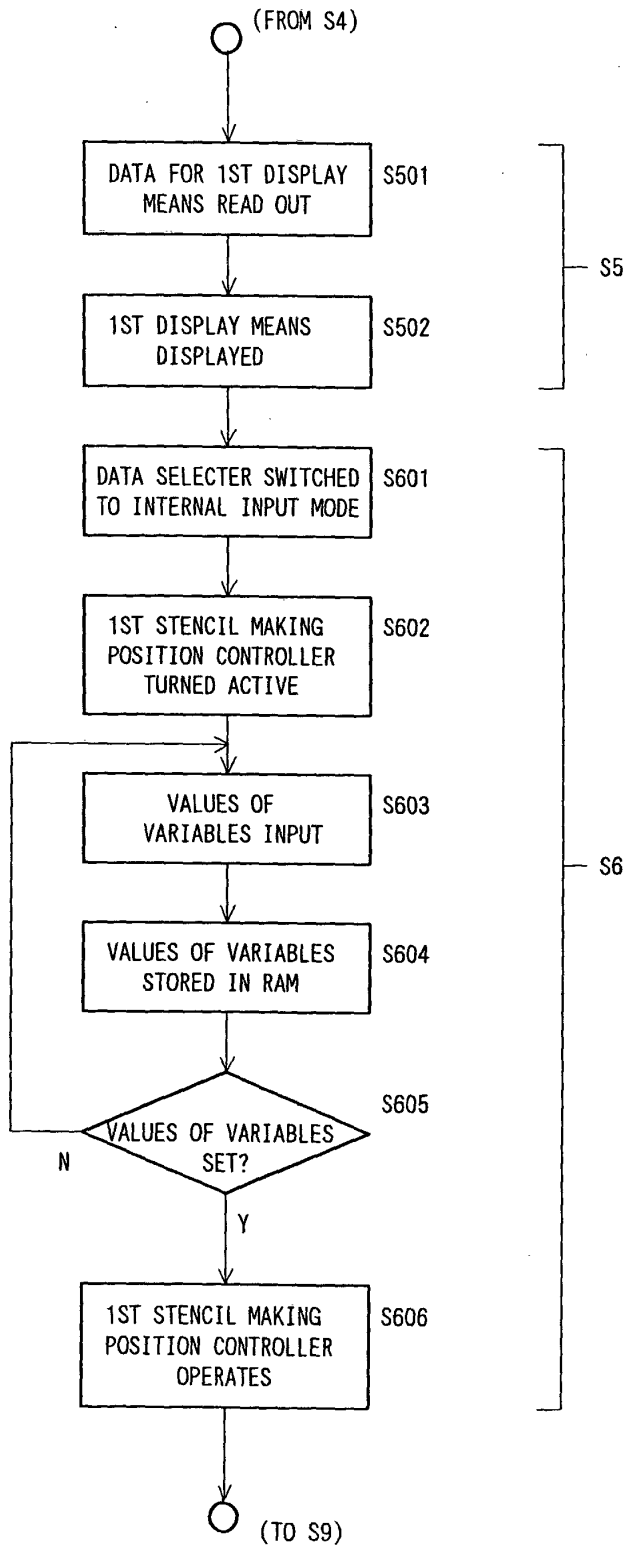 (FROM S4)
DATA FOR 1ST DISPLAY
MEANS READ OUT
S501
S5
1ST DISPLAY MEANS
DISPLAYED
S502
DATA SELECTER SWITCHED
TO INTERNAL INPUT MODE
S601
1ST STENCIL MAKING
POSITION CONTROLLER
TURNED ACTIVE
S602
VALUES OF
VARIABLES INPUT
S603
S6
VALUES OF VARIABLES
STORED IN RAM
S604
VALUES OF VARIABLES
SET?
S605
N
Y
1ST STENCIL MAKING
POSITION CONTROLLER
OPERATES
S606
(TO S9)